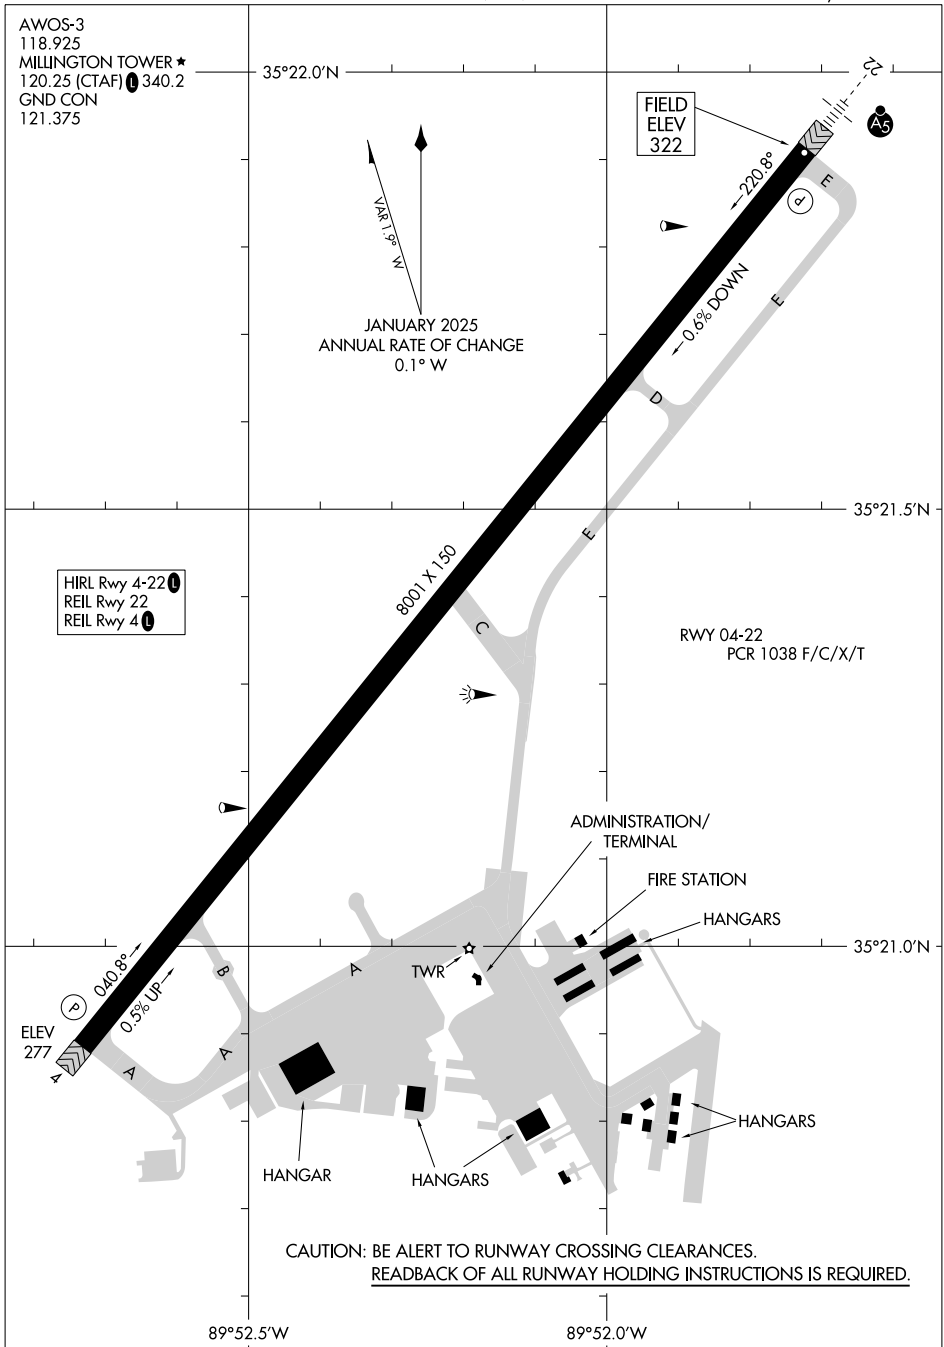 AWOS-3
118.925
MILLINGTON TOWER ★
120.25 (CTAF) L 340.2
GND CON
121.375
35°22.0'N
22
FIELD
ELEV
322
A5
220.8°
E
P
VAR 1.9° W
JANUARY 2025
ANNUAL RATE OF CHANGE
0.1° W
0.6% DOWN
E
D
35°21.5'N
E
8001 X 150
HIRL Rwy 4-22 L
REIL Rwy 22
REIL Rwy 4 L
C
RWY 04-22
PCR 1038 F/C/X/T
ADMINISTRATION/
TERMINAL
FIRE STATION
HANGARS
35°21.0'N
TWR
A
B
040.8°
0.5% UP
P
ELEV
277
A
A
4
HANGAR
HANGARS
HANGARS
CAUTION: BE ALERT TO RUNWAY CROSSING CLEARANCES.
READBACK OF ALL RUNWAY HOLDING INSTRUCTIONS IS REQUIRED.
89°52.5'W
89°52.0'W